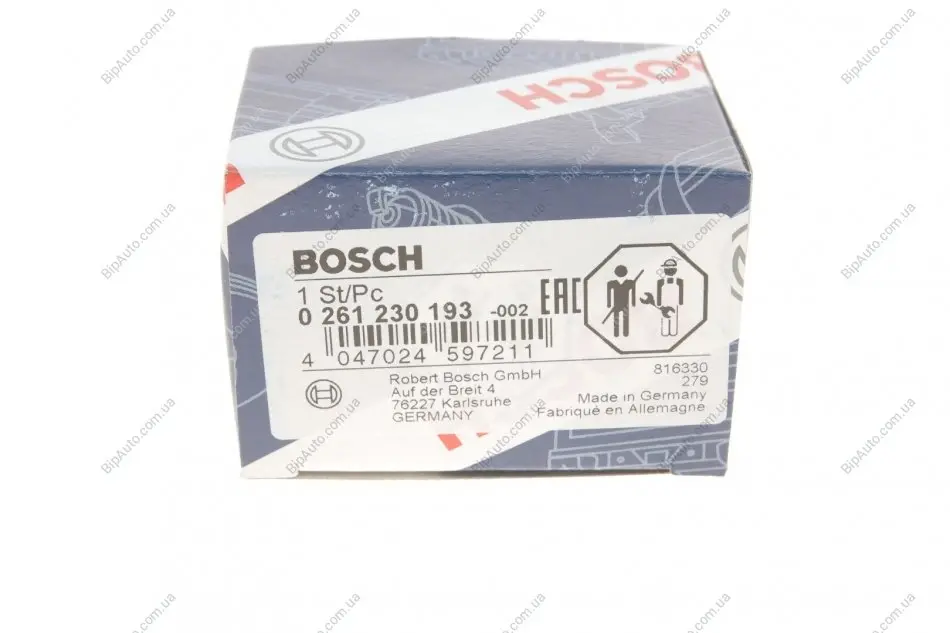 BOSCH
BOSCH
1 St/Pc
0 261 230 193 -002
EAC
4 047024 597211
Robert Bosch GmbH
Auf der Breit 4
76227 Karlsruhe
GERMANY
816330
279
Made in Germany
Fabriqué en Allemagne
BipAuto.com.ua